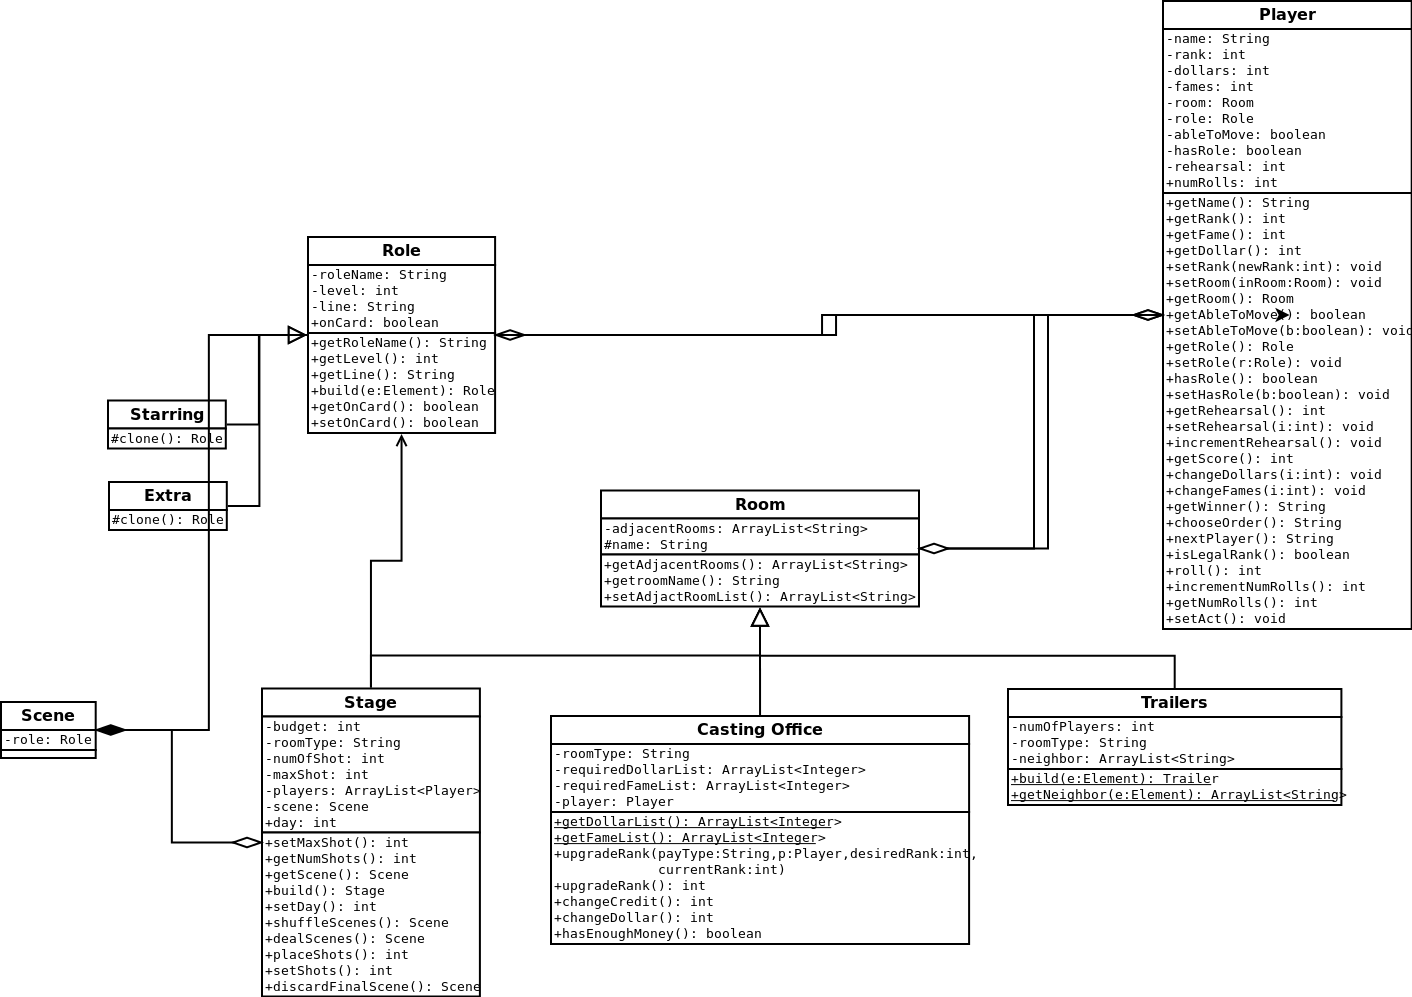 Player
-name: String
-rank: int
-dollars: int
-fames: int
-room: Room
-role: Role
-ableToMove: boolean
-hasRole: boolean
-rehearsal: int
+numRolls: int
+getName(): String
+getRank(): int
+getFame(): int
+getDollar(): int
+setRank(newRank:int): void
+setRoom(inRoom:Room): void
+getRoom(): Room
+getAbleToMove(): boolean
+setAbleToMove(b:boolean): void
+getRole(): Role
+setRole(r:Role): void
+hasRole(): boolean
+setHasRole(b:boolean): void
+getRehearsal(): int
+setRehearsal(i:int): void
+incrementRehearsal(): void
+getScore(): int
+changeDollars(i:int): void
+changeFames(i:int): void
+getWinner(): String
+chooseOrder(): String
+nextPlayer(): String
+isLegalRank(): boolean
+roll(): int
+incrementNumRolls(): int
+getNumRolls(): int
+setAct(): void
Role
-roleName: String
-level: int
-line: String
+onCard: boolean
+getRoleName(): String
+getLevel(): int
+getLine(): String
+build(e:Element): Role
+getOnCard(): boolean
+setOnCard(): boolean
Starring
#clone(): Role
Extra
#clone(): Role
Room
-adjacentRooms: ArrayList<String>
#name: String
+getAdjacentRooms(): ArrayList<String>
+getroomName(): String
+setAdjactRoomList(): ArrayList<String>
Scene
-role: Role
Stage
-budget: int
-roomType: String
-numOfShot: int
-maxShot: int
-players: ArrayList<Player>
-scene: Scene
+day: int
+setMaxShot(): int
+getNumShots(): int
+getScene(): Scene
+build(): Stage
+setDay(): int
+shuffleScenes(): Scene
+dealScenes(): Scene
+placeShots(): int
+setShots(): int
+discardFinalScene(): Scene
Casting Office
-roomType: String
-requiredDollarList: ArrayList<Integer>
-requiredFameList: ArrayList<Integer>
-player: Player
+getDollarList(): ArrayList<Integer>
+getFameList(): ArrayList<Integer>
+upgradeRank(payType:String,p:Player,desiredRank:int,
currentRank:int)
+upgradeRank(): int
+changeCredit(): int
+changeDollar(): int
+hasEnoughMoney(): boolean
Trailers
-numOfPlayers: int
-roomType: String
-neighbor: ArrayList<String>
+build(e:Element): Trailer
+getNeighbor(e:Element): ArrayList<String>